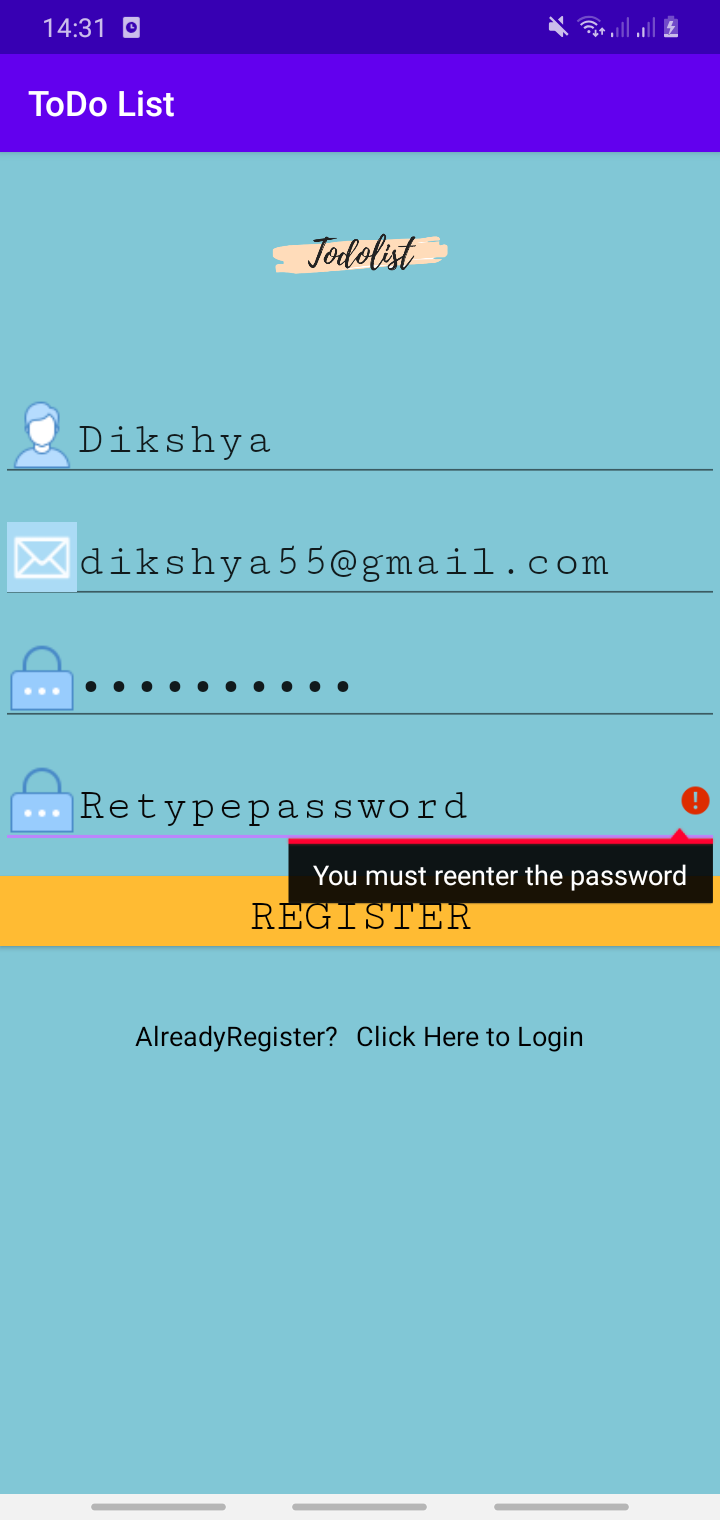 14:31
ToDo List
Todolist
Dikshya
dikshya55@gmail.com
••••••••••
Retypepassword
You must reenter the password
REGISTER
AlreadyRegister? Click Here to Login